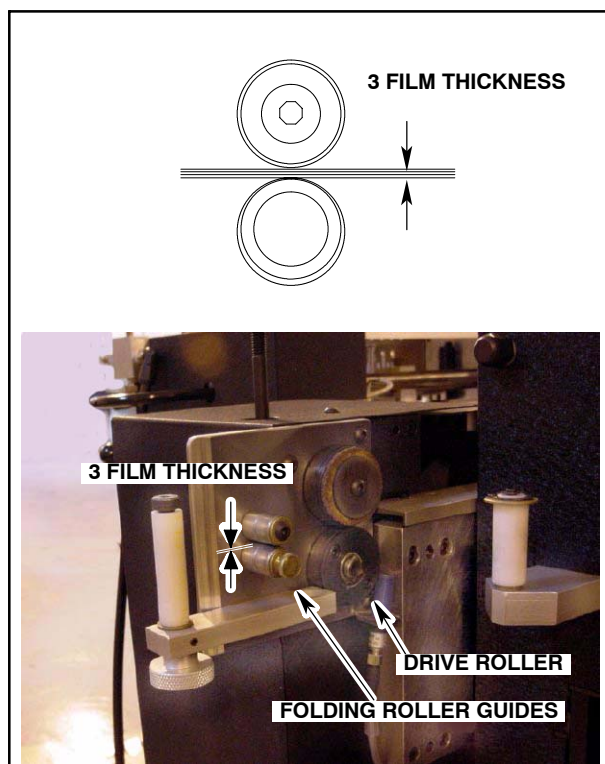 3 FILM THICKNESS
3 FILM THICKNESS
DRIVE ROLLER
FOLDING ROLLER GUIDES